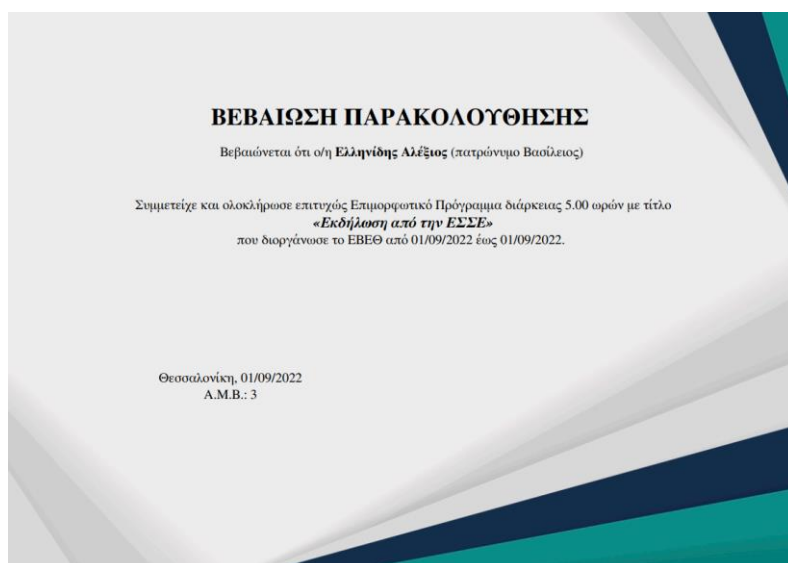 ΒΕΒΑΙΩΣΗ ΠΑΡΑΚΟΛΟΥΘΗΣΗΣ
Βεβαιώνεται ότι ο/η Ελληνίδης Αλέξιος (πατρώνυμο Βασίλειος)
Συμμετείχε και ολοκλήρωσε επιτυχώς Επιμορφωτικό Πρόγραμμα διάρκειας 5.00 ωρών με τίτλο
«Εκδήλωση από την ΕΣΣΕ»
που διοργάνωσε το ΕΒΕΘ από 01/09/2022 έως 01/09/2022.
Θεσσαλονίκη, 01/09/2022
Α.Μ.Β.: 3